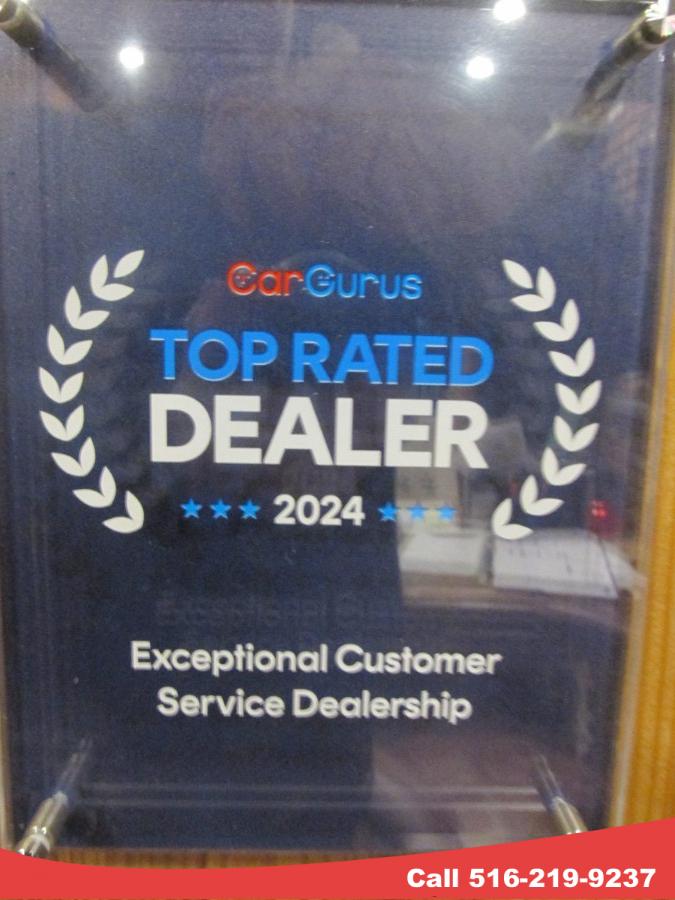 CarGurus
TOP RATED
DEALER
★★★ 2024 ★★★
Exceptional Customer
Service Dealership
Call 516-219-9237